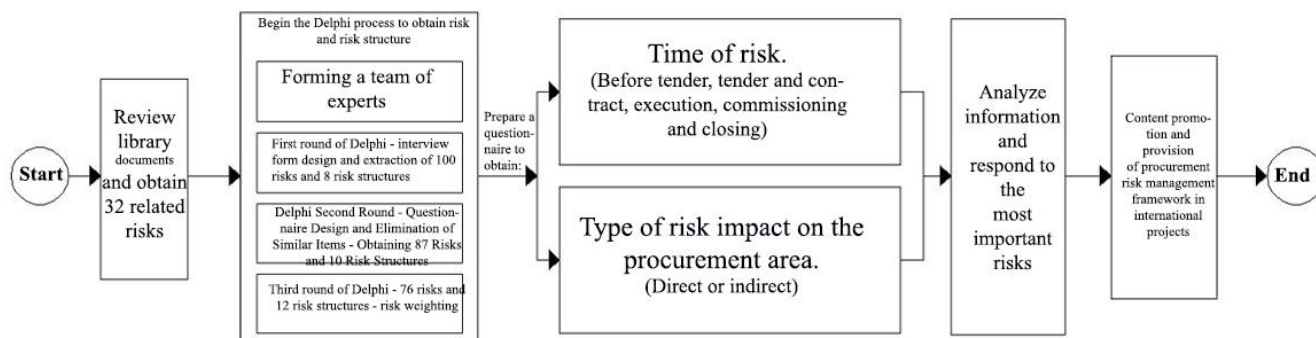 Start
Review
library
documents
and obtain
32 related
risks
Begin the Delphi process to obtain risk
and risk structure
Forming a team of
experts
First round of Delphi - interview
form design and extraction of 100
risks and 8 risk structures
Delphi Second Round - Question-
naire Design and Elimination of
Similar Items - Obtaining 87 Risks
and 10 Risk Structures
Third round of Delphi - 76 risks and
12 risk structures - risk weighting
Prepare a
question-
naire to
obtain:
Time of risk.
(Before tender, tender and con-
tract, execution, commissioning
and closing)
Type of risk impact on the
procurement area.
(Direct or indirect)
Analyze
information
and
respond to
the
most
important
risks
Content promo-
tion and
provision
of procurement
risk management
framework in
international
projects
End